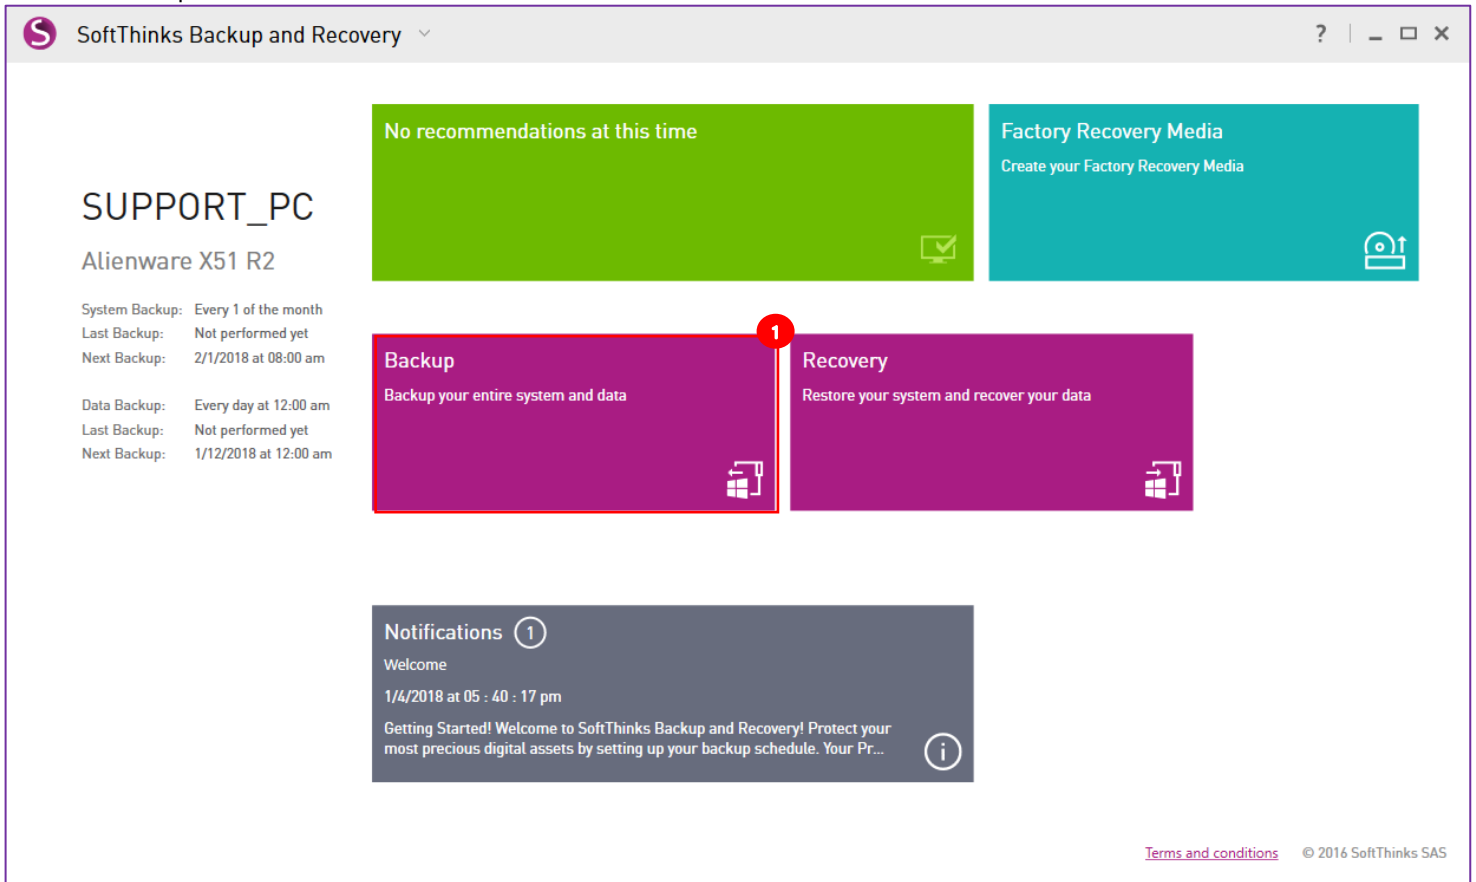 SoftThinks Backup and Recovery
?
No recommendations at this time
Factory Recovery Media
Create your Factory Recovery Media
SUPPORT_PC
Alienware X51 R2
System Backup: Every 1 of the month
Last Backup: Not performed yet
Next Backup: 2/1/2018 at 08:00 am
Data Backup: Every day at 12:00 am
Last Backup: Not performed yet
Next Backup: 1/12/2018 at 12:00 am
1
Backup
Backup your entire system and data
Recovery
Restore your system and recover your data
Notifications 1
Welcome
1/4/2018 at 05 : 40 : 17 pm
Getting Started! Welcome to SoftThinks Backup and Recovery! Protect your
most precious digital assets by setting up your backup schedule. Your Pr...
Terms and conditions © 2016 SoftThinks SAS